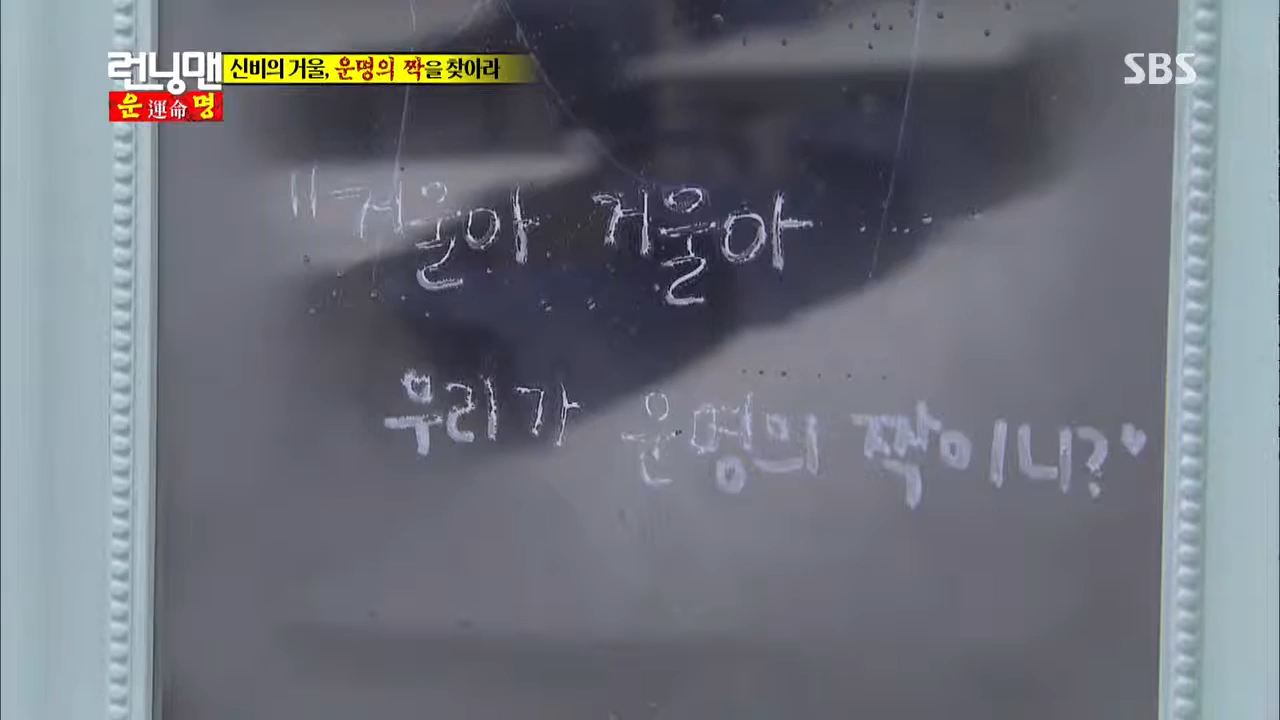 런닝맨 신비의 거울, 운명의 짝을 찾아라
운 運命 명
SBS
"거울아 거울아
우리가 운명의 짝이니?"